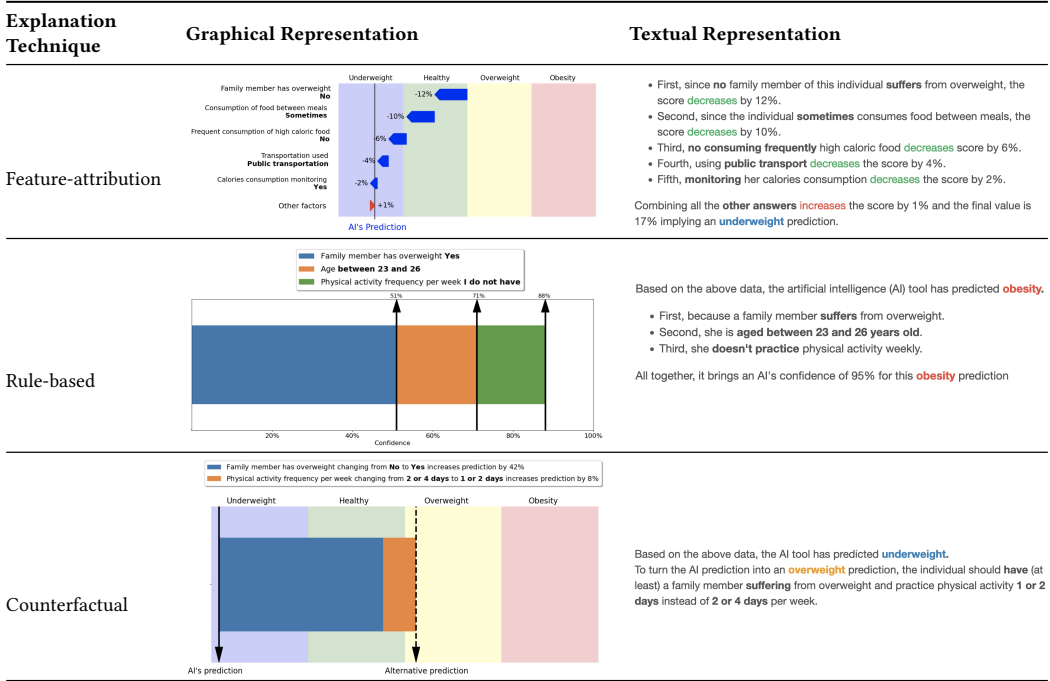 Explanation
Technique
Graphical Representation
Textual Representation
Feature-attribution
Underweight
Healthy
Overweight
Obesity
Family member has overweight
No
-12%
Consumption of food between meals
Sometimes
-10%
Frequent consumption of high caloric food
No
-6%
Transportation used
Public transportation
-4%
Calories consumption monitoring
Yes
-2%
Other factors
+1%
AI's Prediction
• First, since no family member of this individual suffers from overweight, the
score decreases by 12%.
• Second, since the individual sometimes consumes food between meals, the
score decreases by 10%.
• Third, no consuming frequently high caloric food decreases score by 6%.
• Fourth, using public transport decreases the score by 4%.
• Fifth, monitoring her calories consumption decreases the score by 2%.
Combining all the other answers increases the score by 1% and the final value is
17% implying an underweight prediction.
Rule-based
Family member has overweight Yes
Age between 23 and 26
Physical activity frequency per week I do not have
51%
71%
88%
20%
40%
60%
80%
100%
Confidence
Based on the above data, the artificial intelligence (AI) tool has predicted obesity.
• First, because a family member suffers from overweight.
• Second, she is aged between 23 and 26 years old.
• Third, she doesn't practice physical activity weekly.
All together, it brings an AI's confidence of 95% for this obesity prediction
Counterfactual
Family member has overweight changing from No to Yes increases prediction by 42%
Physical activity frequency per week changing from 2 or 4 days to 1 or 2 days increases prediction by 8%
Underweight
Healthy
Overweight
Obesity
AI's prediction
Alternative prediction
Based on the above data, the AI tool has predicted underweight.
To turn the AI prediction into an overweight prediction, the individual should have (at
least) a family member suffering from overweight and practice physical activity 1 or 2
days instead of 2 or 4 days per week.